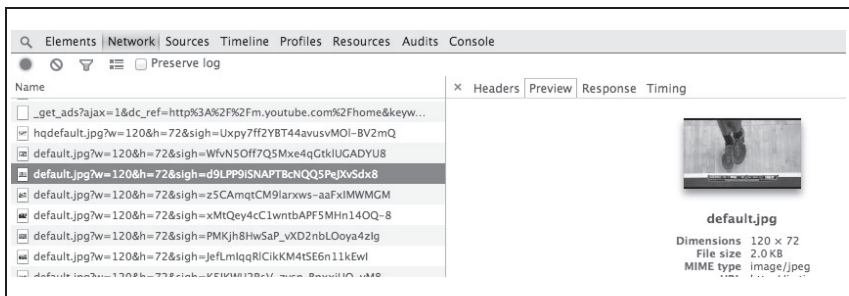 Elements Network Sources Timeline Profiles Resources Audits Console
Preserve log
Name
× Headers Preview Response Timing
_get_ads?ajax=1&dc_ref=http%3A%2F%2Fm.youtube.com%2Fhome&keyw...
hqdefault.jpg?w=120&h=72&sigh=Uxpy7ff2YBT44avusvMOl-BV2mQ
default.jpg?w=120&h=72&sigh=WfvN5Off7Q5Mxe4qGtklUGADYU8
default.jpg?w=120&h=72&sigh=d9LPP9iSNAPTBcNQQ5PeJXvSdx8
default.jpg?w=120&h=72&sigh=z5CAmqtCM9larxws-aaFxIMWMGM
default.jpg?w=120&h=72&sigh=xMtQey4cC1wntbAPF5MHn14OQ-8
default.jpg?w=120&h=72&sigh=PMKjh8HwSaP_vXD2nbLOoya4zIg
default.jpg?w=120&h=72&sigh=JefLmIqqRlCikKM4tSE6n11kEwI
default.jpg
Dimensions 120 × 72
File size 2.0 KB
MIME type image/jpeg